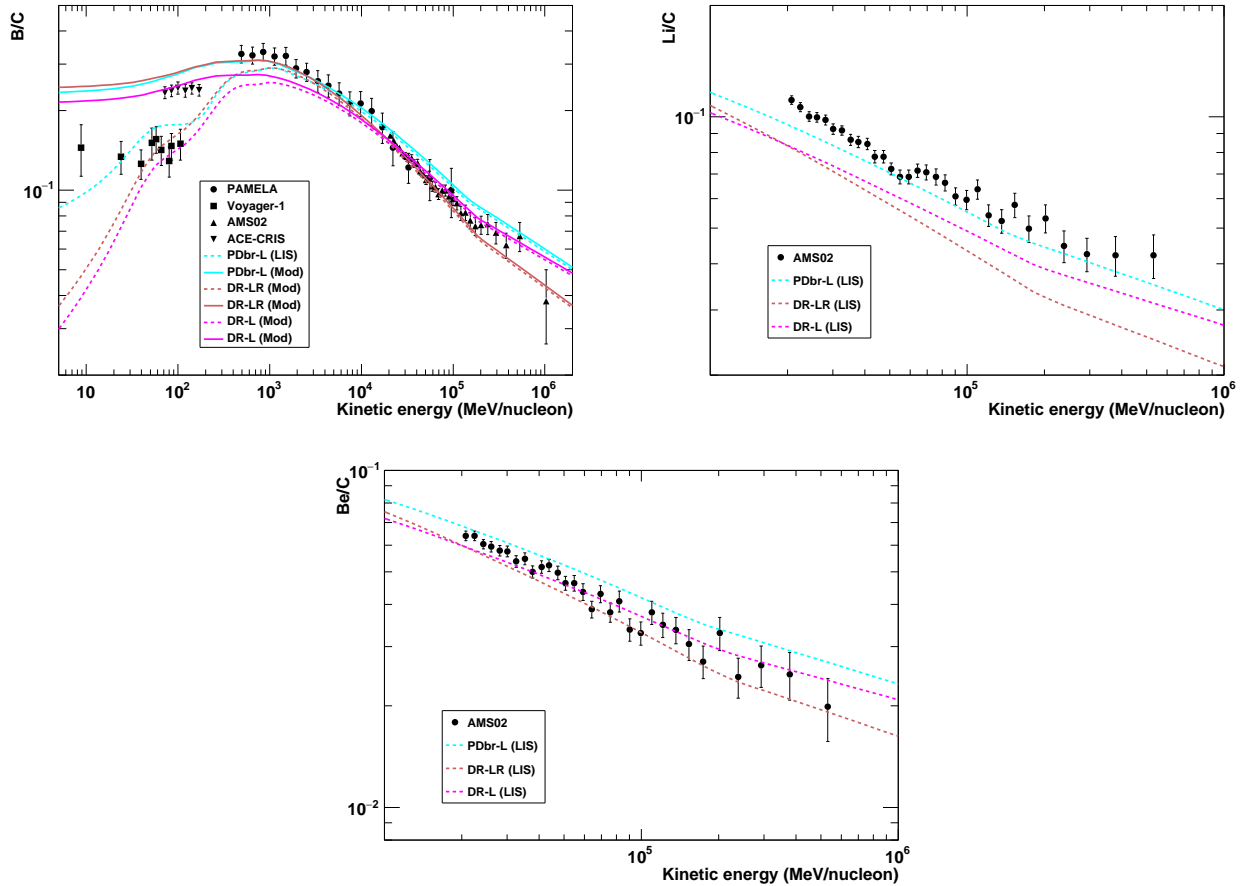 B/C
10⁻¹
PAMELA
Voyager-1
AMS02
ACE-CRIS
PDbr-L (LIS)
PDbr-L (Mod)
DR-LR (Mod)
DR-LR (Mod)
DR-L (Mod)
DR-L (Mod)
10 10² 10³ 10⁴ 10⁵ 10⁶
Kinetic energy (MeV/nucleon)
Li/C
10⁻¹
AMS02
PDbr-L (LIS)
DR-LR (LIS)
DR-L (LIS)
10⁵ 10⁶
Kinetic energy (MeV/nucleon)
Be/C
10⁻¹
10⁻²
AMS02
PDbr-L (LIS)
DR-LR (LIS)
DR-L (LIS)
10⁵ 10⁶
Kinetic energy (MeV/nucleon)